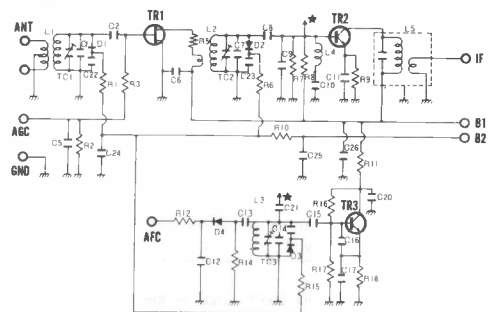 TR1
TR2
ANT
L1
C2
L2
C8
L5
C1
D1
R5
C7
D2
L4
IF
TC1
C22
TC2
C23
C9
R7
R8
C11
R9
R1
R3
C6
R6
C10
AGC
B1
B2
C5
R2
C24
R10
C25
C26
R11
GND
L3
C21
R16
C20
TR3
AFC
R12
C13
C14
C15
D4
C16
C12
R14
TC3
D3
R15
R17
C17
R18